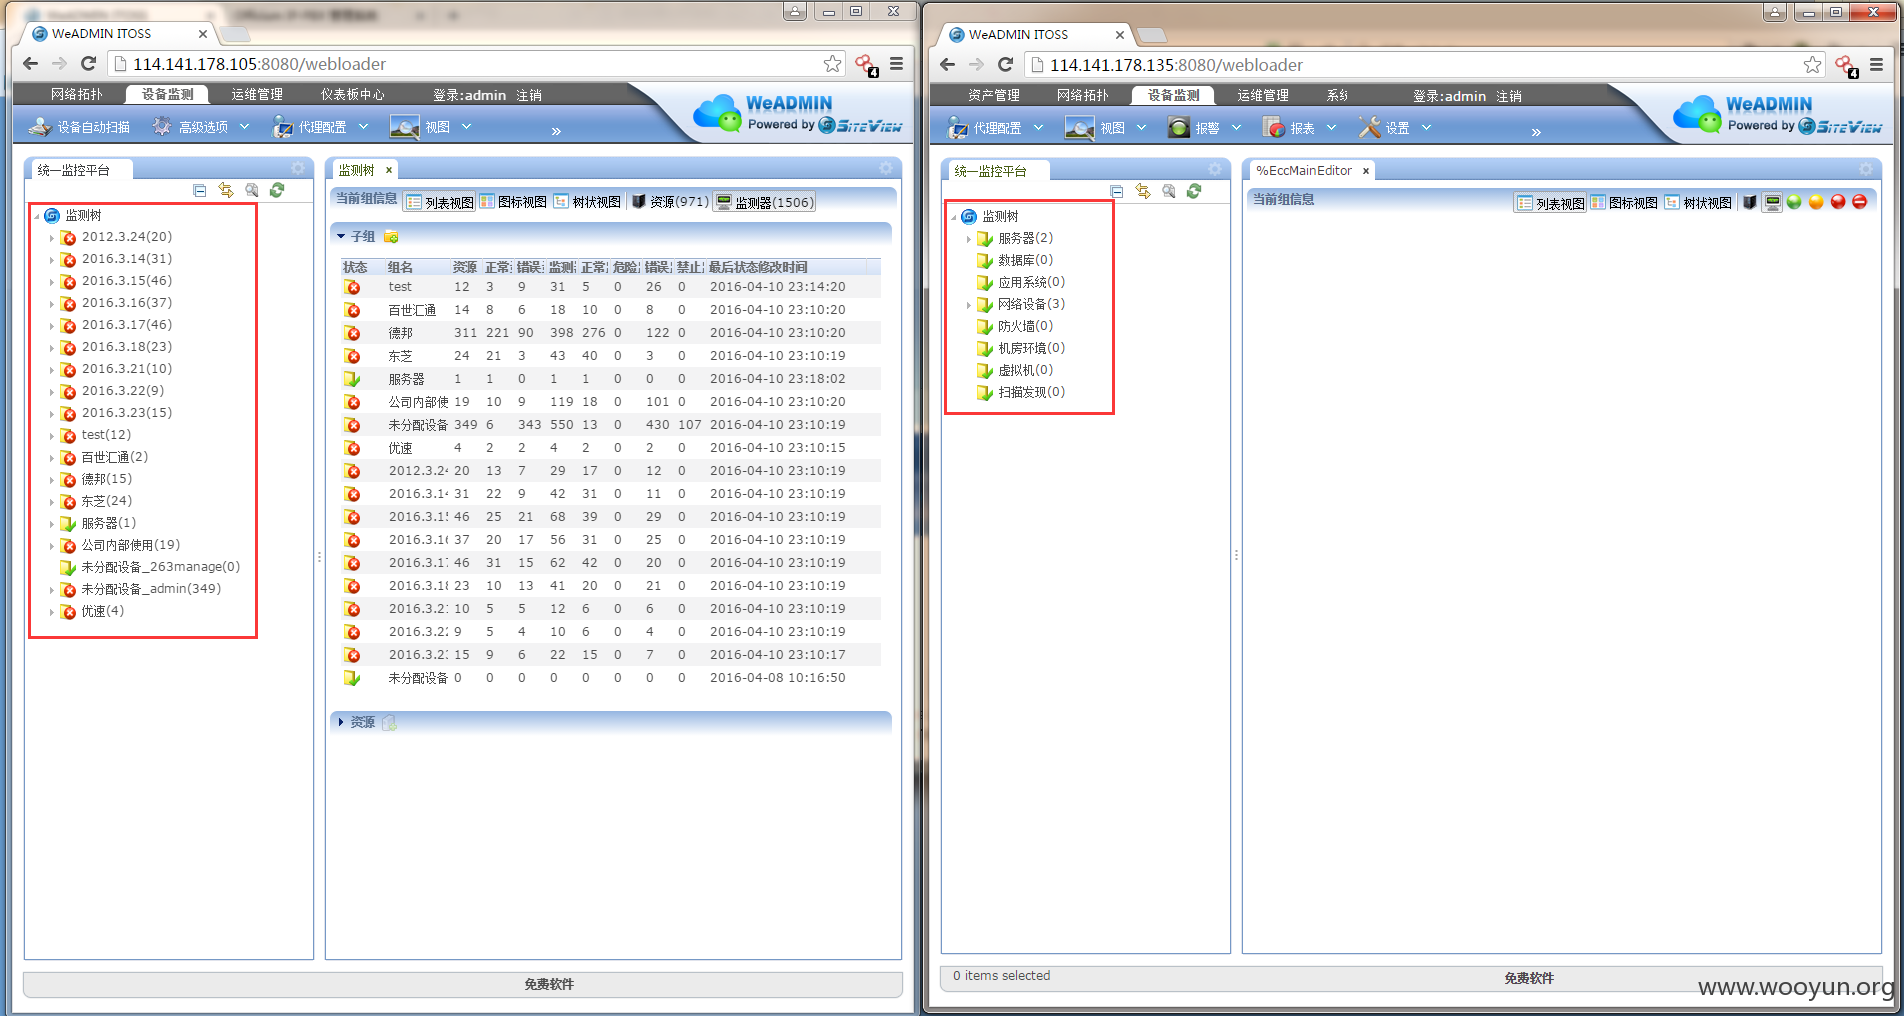 WeADMIN ITOSS
114.141.178.105:8080/webloader
4
网络拓扑 设备监测 运维管理 仪表板中心 登录:admin 注销
WeADMIN
Powered by SITEVIEW
设备自动扫描 高级选项 代理配置 视图 »
统一监控平台
监测树
2012.3.24(20)
2016.3.14(31)
2016.3.15(46)
2016.3.16(37)
2016.3.17(46)
2016.3.18(23)
2016.3.21(10)
2016.3.22(9)
2016.3.23(15)
test(12)
百世汇通(2)
德邦(15)
东芝(24)
服务器(1)
公司内部使用(19)
未分配设备_263manage(0)
未分配设备_admin(349)
优速(4)
监测树
当前组信息 列表视图 图标视图 树状视图 资源(971) 监测器(1506)
子组
状态 组名 资源 正常 错误 监测 正常 危险 错误 禁止 最后状态修改时间
test 12 3 9 31 5 0 26 0 2016-04-10 23:14:20
百世汇通 14 8 6 18 10 0 8 0 2016-04-10 23:10:20
德邦 311 221 90 398 276 0 122 0 2016-04-10 23:10:20
东芝 24 21 3 43 40 0 3 0 2016-04-10 23:10:19
服务器 1 1 0 1 1 0 0 0 2016-04-10 23:18:02
公司内部使 19 10 9 119 18 0 101 0 2016-04-10 23:10:20
未分配设备 349 6 343 550 13 0 430 107 2016-04-10 23:10:19
优速 4 2 2 4 2 0 2 0 2016-04-10 23:10:15
2012.3.24 20 13 7 29 17 0 12 0 2016-04-10 23:10:19
2016.3.14 31 22 9 42 31 0 11 0 2016-04-10 23:10:19
2016.3.15 46 25 21 68 39 0 29 0 2016-04-10 23:10:19
2016.3.16 37 20 17 56 31 0 25 0 2016-04-10 23:10:19
2016.3.17 46 31 15 62 42 0 20 0 2016-04-10 23:10:19
2016.3.18 23 10 13 41 20 0 21 0 2016-04-10 23:10:19
2016.3.21 10 5 5 12 6 0 6 0 2016-04-10 23:10:19
2016.3.22 9 5 4 10 6 0 4 0 2016-04-10 23:10:19
2016.3.23 15 9 6 22 15 0 7 0 2016-04-10 23:10:17
未分配设备 0 0 0 0 0 0 0 0 2016-04-08 10:16:50
资源
免费软件
WeADMIN ITOSS
114.141.178.135:8080/webloader
4
资产管理 网络拓扑 设备监测 运维管理 登录:admin 注销
WeADMIN
Powered by SITEVIEW
代理配置 视图 报警 报表 设置 »
统一监控平台
监测树
服务器(2)
数据库(0)
应用系统(0)
网络设备(3)
防火墙(0)
机房环境(0)
虚拟机(0)
扫描发现(0)
%EccMainEditor
当前组信息 列表视图 图标视图 树状视图
0 items selected
免费软件
www.wooyun.org